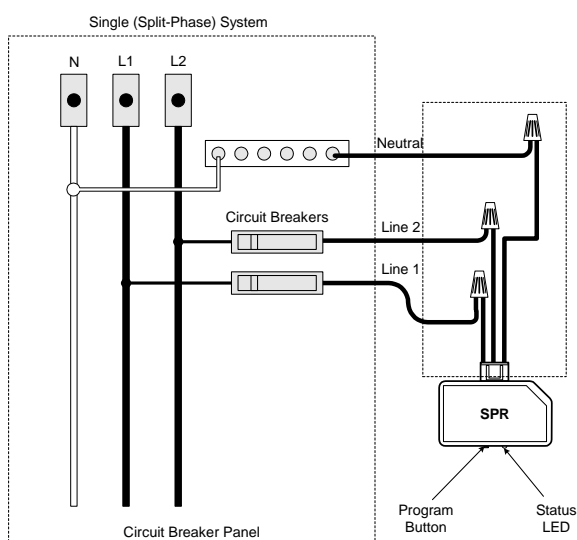 Single (Split-Phase) System
N
L1
L2
Neutral
Circuit Breakers
Line 2
Line 1
SPR
Program
Button
Status
LED
Circuit Breaker Panel